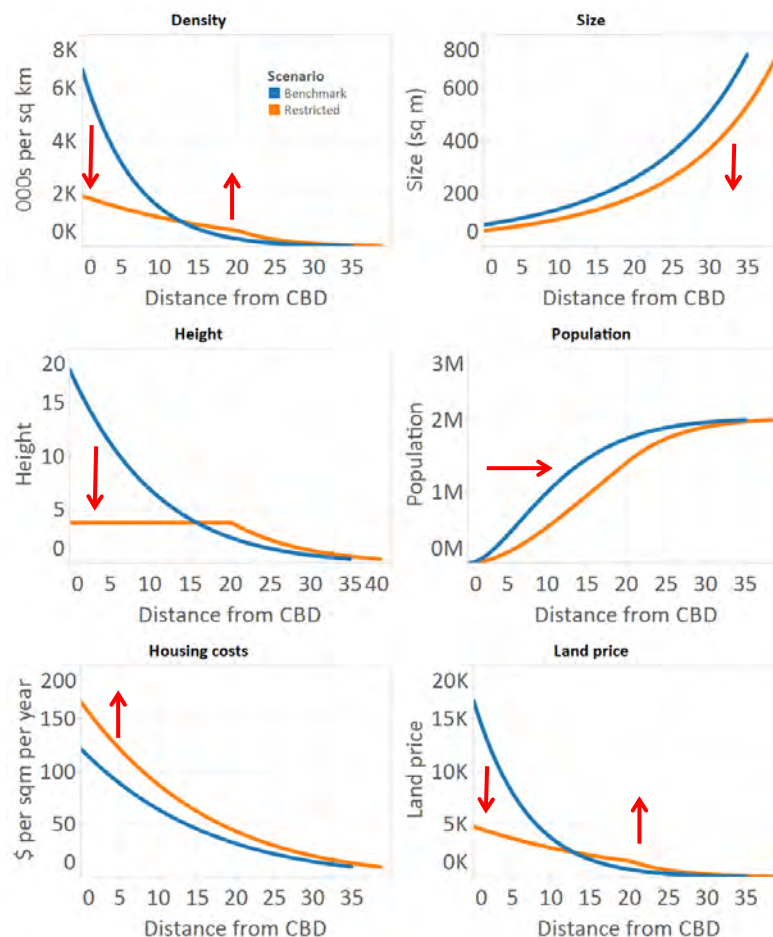 Density
8K
6K
4K
2K
0K
000s per sq km
Scenario
Benchmark
Restricted
0 5 10 15 20 25 30 35
Distance from CBD
Size
800
600
400
200
0
Size (sq m)
0 5 10 15 20 25 30 35
Distance from CBD
Height
20
15
10
5
0
Height
0 5 10 15 20 25 30 35 40
Distance from CBD
Population
3M
2M
1M
0M
Population
0 5 10 15 20 25 30 35
Distance from CBD
Housing costs
200
150
100
50
0
$ per sqm per year
0 5 10 15 20 25 30 35
Distance from CBD
Land price
20K
15K
10K
5K
0K
Land price
0 5 10 15 20 25 30 35
Distance from CBD